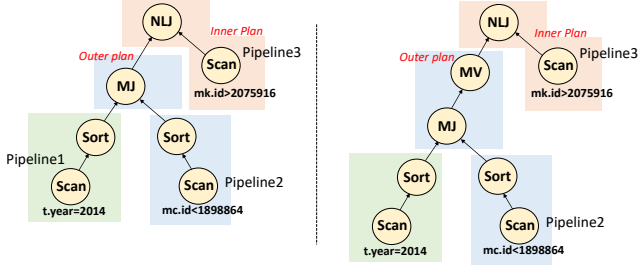 NLJ
Inner Plan
Outer plan
Scan
Pipeline3
mk.id>2075916
MJ
Sort
Sort
Pipeline1
Scan
Scan
Pipeline2
t.year=2014
mc.id<1898864
NLJ
Inner Plan
Outer plan
MV
Scan
Pipeline3
mk.id>2075916
MJ
Sort
Sort
Scan
Scan
Pipeline2
t.year=2014
mc.id<1898864